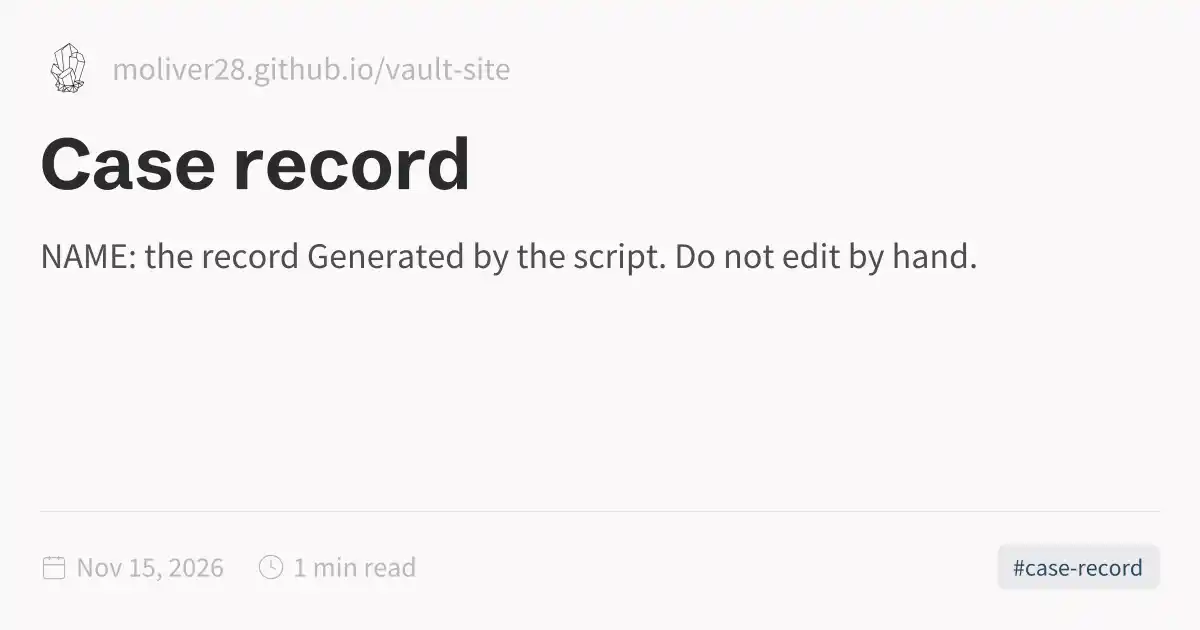 moliver28.github.io/vault-site
Case record
NAME: the record Generated by the script. Do not edit by hand.
Nov 15, 2026 1 min read #case-record